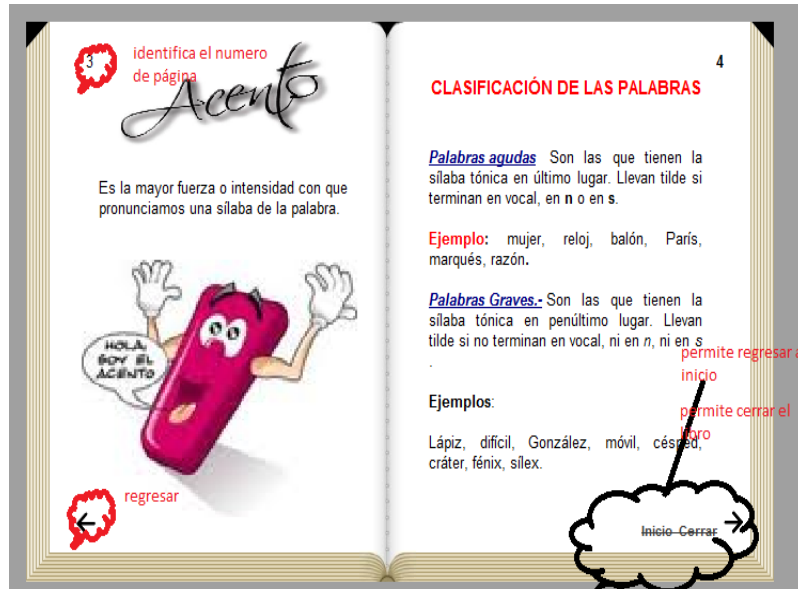 3
identifica el numero
de página
Acento
Es la mayor fuerza o intensidad con que
pronunciamos una sílaba de la palabra.
HOLA,
SOY EL
ACENTO
regresar
4
CLASIFICACIÓN DE LAS PALABRAS
Palabras agudas Son las que tienen la
sílaba tónica en último lugar. Llevan tilde si
terminan en vocal, en n o en s.
Ejemplo: mujer, reloj, balón, París,
marqués, razón.
Palabras Graves.- Son las que tienen la
sílaba tónica en penúltimo lugar. Llevan
tilde si no terminan en vocal, ni en n, ni en s
.
permite regresar a
inicio
Ejemplos:
permite cerrar el
libro
Lápiz, difícil, González, móvil, césped,
cráter, fénix, sílex.
Inicio Cerrar